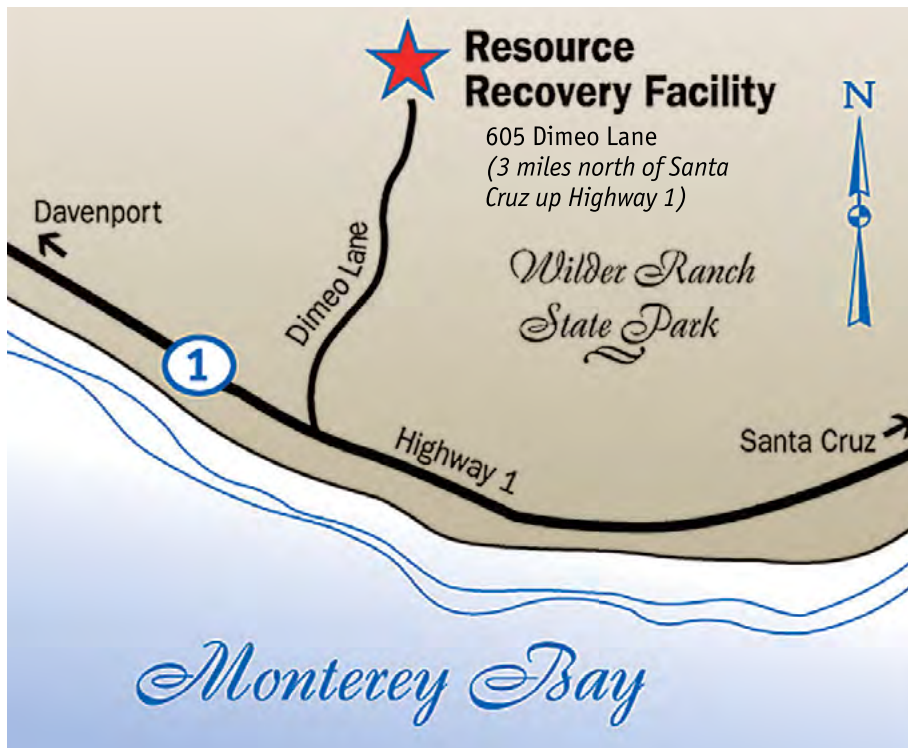 Resource
Recovery Facility
605 Dimeo Lane
(3 miles north of Santa
Cruz up Highway 1)
N
Davenport
Dimeo Lane
Wilder Ranch
State Park
1
Highway 1
Santa Cruz
Monterey Bay